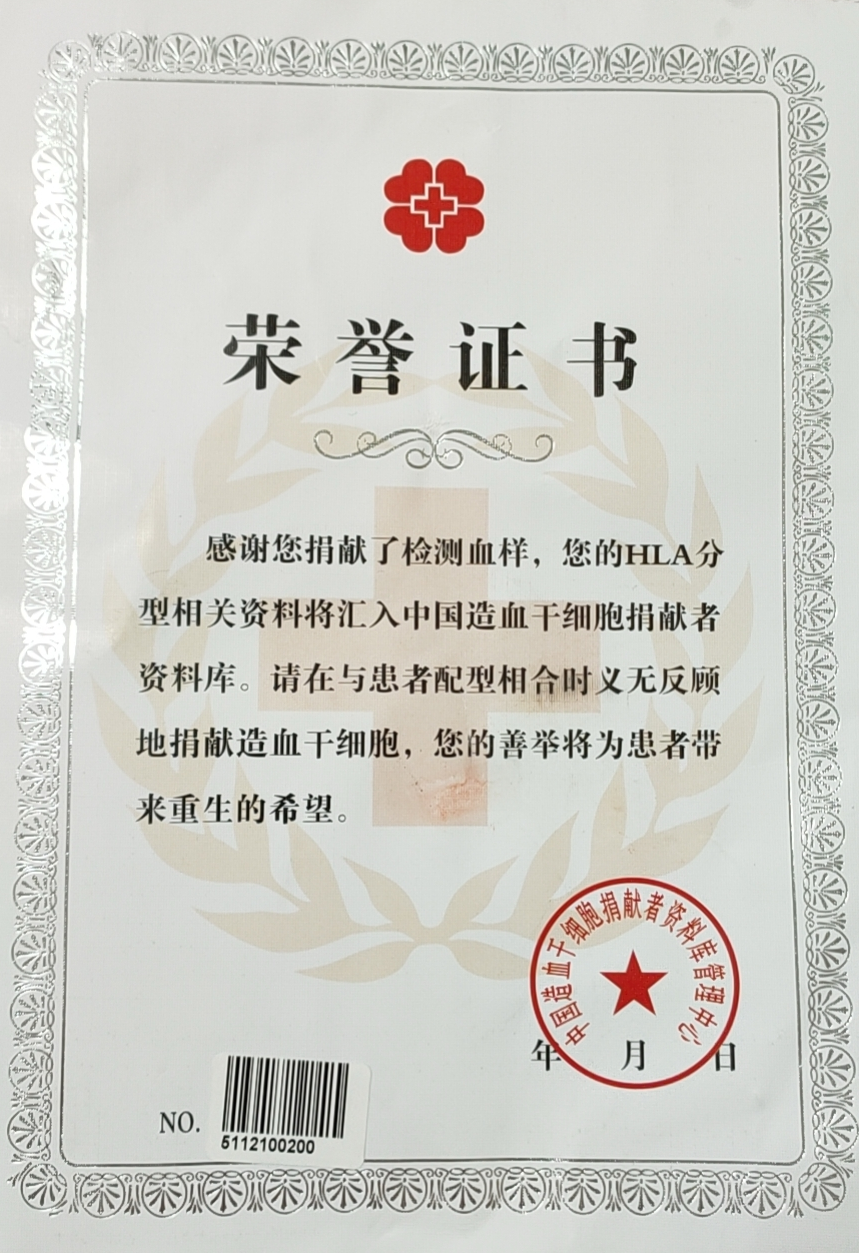 荣誉证书
感谢您捐献了检测血样，您的HLA分
型相关资料将汇入中国造血干细胞捐献者
资料库。请在与患者配型相合时义无反顾
地捐献造血干细胞，您的善举将为患者带
来重生的希望。
中国造血干细胞捐献者资料库管理中心
年 月 日
NO.
5112100200